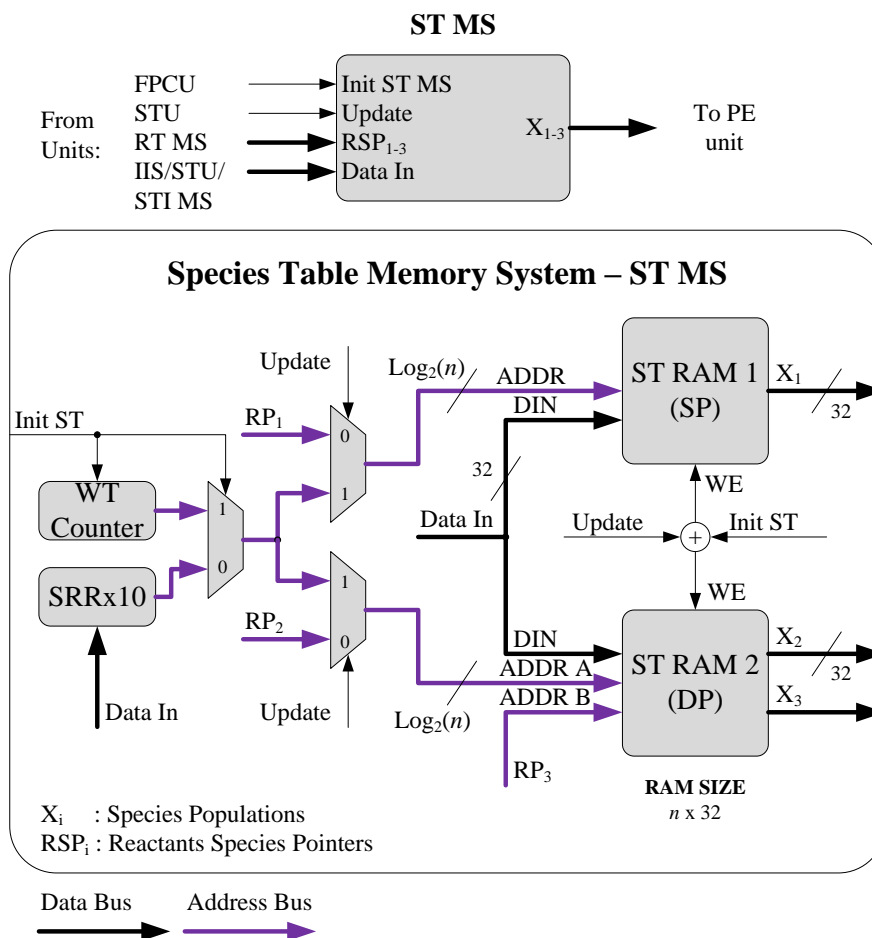 ST MS
From
Units:
FPCU
STU
RT MS
IIS/STU/
STI MS
Init ST MS
Update
RSP1-3
Data In
X1-3
To PE
unit
Species Table Memory System – ST MS
Update
Log2(n)
ADDR
DIN
ST RAM 1
(SP)
X1
32
RP1
0
1
Init ST
WT
Counter
1
0
32
WE
Data In
Update
+
Init ST
SRRx10
1
0
RP2
WE
DIN
ADDR A
ADDR B
ST RAM 2
(DP)
X2
32
X3
Data In
Update
Log2(n)
RP3
RAM SIZE
n x 32
Xi : Species Populations
RSPi : Reactants Species Pointers
Data Bus
Address Bus